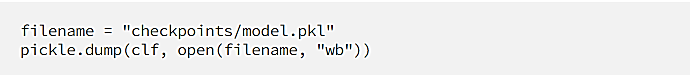 filename = "checkpoints/model.pkl"
pickle.dump(clf, open(filename, "wb"))